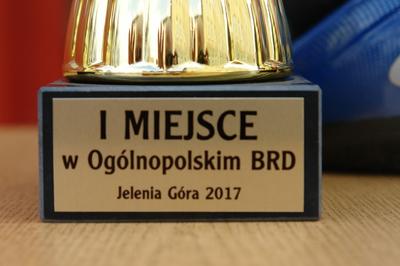 I MIEJSCE
w Ogólnopolskim BRD
Jelenia Góra 2017